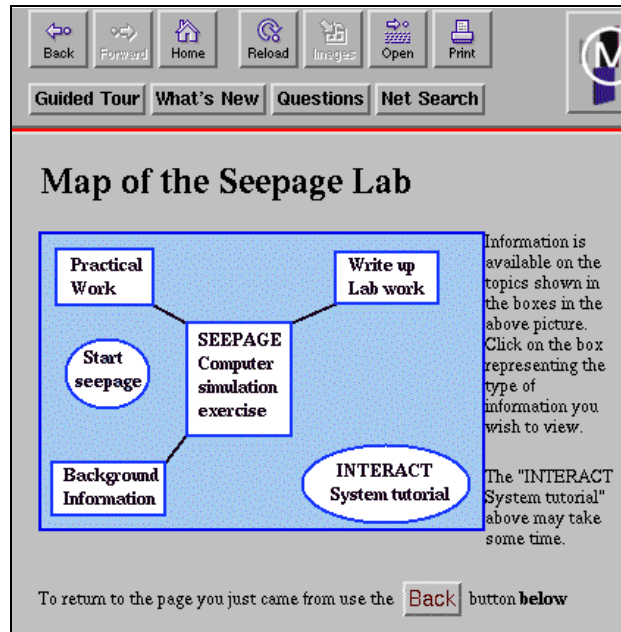 Back Forward Home Reload Images Open Print
Guided Tour What's New Questions Net Search
M
Map of the Seepage Lab
Practical
Work
Write up
Lab work
Start
seepage
SEEPAGE
Computer
simulation
exercise
Background
Information
INTERACT
System tutorial
Information is
available on the
topics shown in
the boxes in the
above picture.
Click on the box
representing the
type of
information you
wish to view.
The "INTERACT
System tutorial"
above may take
some time.
To return to the page you just came from use the Back button below